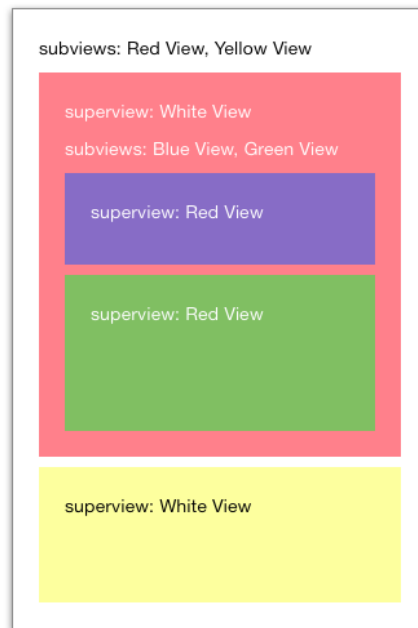 subviews: Red View, Yellow View
superview: White View
subviews: Blue View, Green View
superview: Red View
superview: Red View
superview: White View